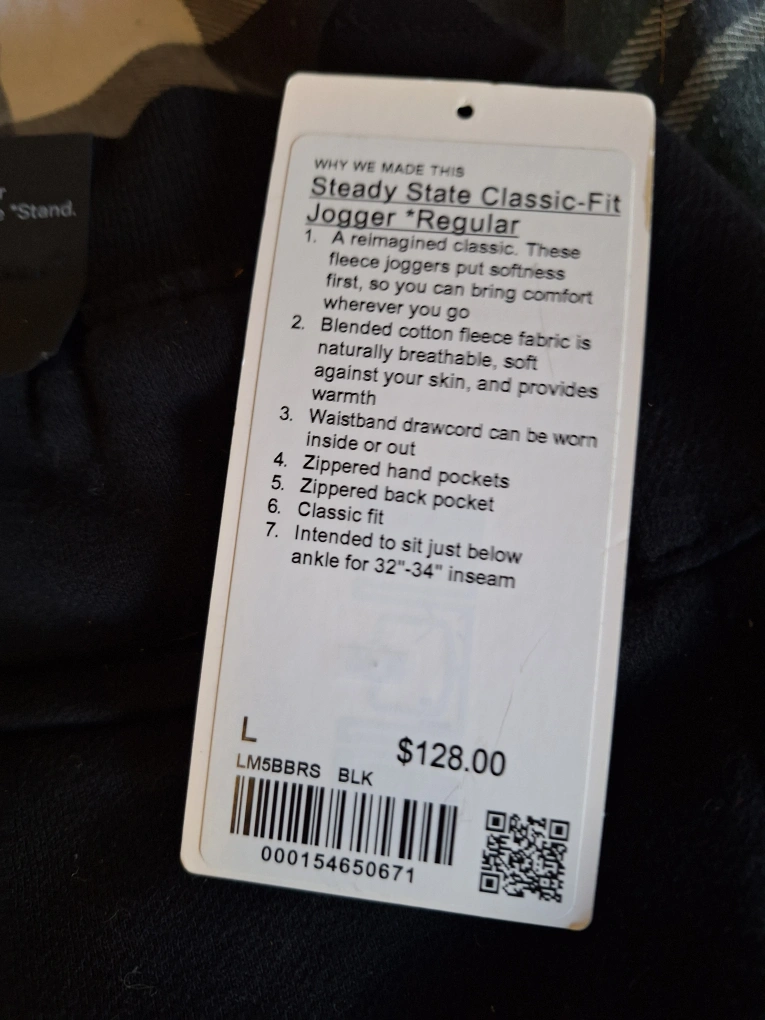 *Stand.
WHY WE MADE THIS
Steady State Classic-Fit
Jogger *Regular
1. A reimagined classic. These
fleece joggers put softness
first, so you can bring comfort
wherever you go
2. Blended cotton fleece fabric is
naturally breathable, soft
against your skin, and provides
warmth
3. Waistband drawcord can be worn
inside or out
4. Zippered hand pockets
5. Zippered back pocket
6. Classic fit
7. Intended to sit just below
ankle for 32"-34" inseam
L
$128.00
LM5BBRS BLK
000154650671